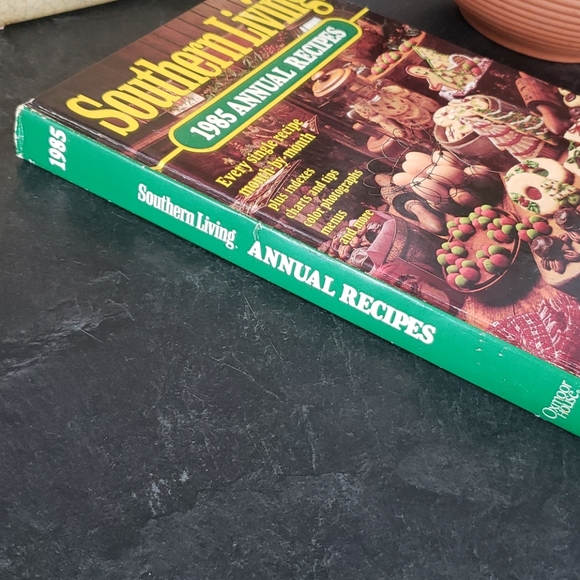 Southern Living
1985 ANNUAL RECIPES
Every single recipe
month-by-month
Plus indexes
charts and tips
color photographs
menus
and more
1985
Southern Living®
ANNUAL RECIPES
Oxmoor
House®